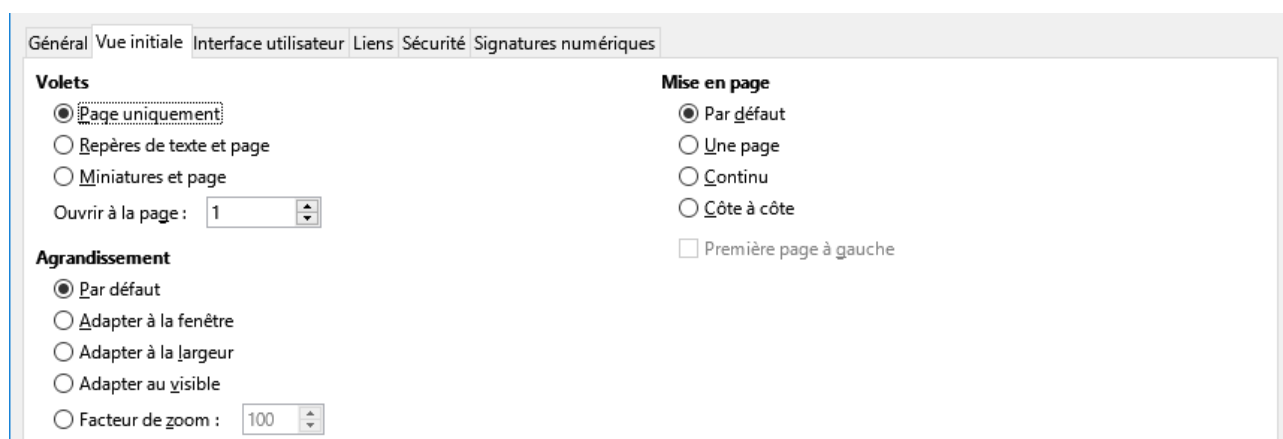 Général Vue initiale Interface utilisateur Liens Sécurité Signatures numériques
Volets
Page uniquement
Repères de texte et page
Miniatures et page
Ouvrir à la page : 1
Agrandissement
Par défaut
Adapter à la fenêtre
Adapter à la largeur
Adapter au visible
Facteur de zoom : 100
Mise en page
Par défaut
Une page
Continu
Côte à côte
Première page à gauche